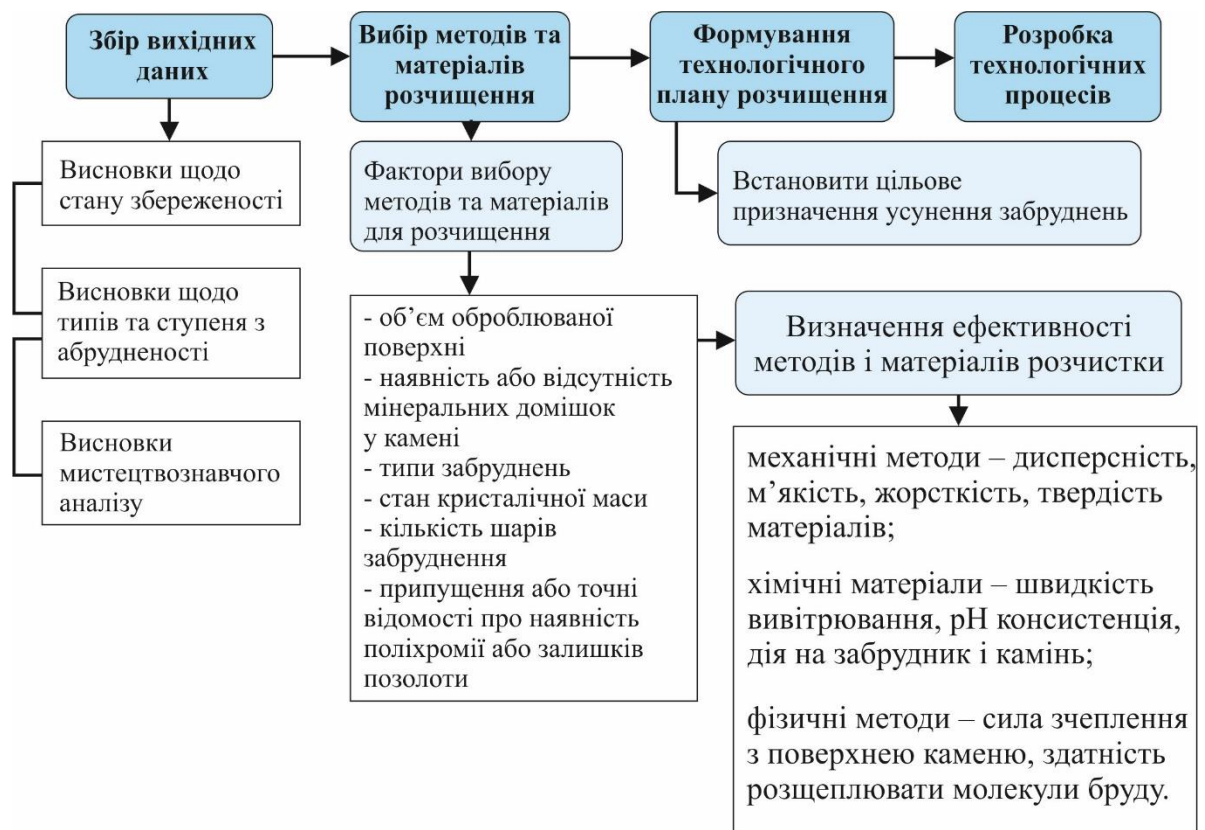 Збір вихідних
даних
Вибір методів та
матеріалів
розчищення
Формування
технологічного
плану розчищення
Розробка
технологічних
процесів
Висновки щодо
стану збереженості
Висновки щодо
типів та ступеня з
абрудненості
Висновки
мистецтвознавчого
аналізу
Фактори вибору
методів та матеріалів
для розчищення
- об’єм оброблюваної
поверхні
- наявність або відсутність
мінеральних домішок
у камені
- типи забруднень
- стан кристалічної маси
- кількість шарів
забруднення
- припущення або точні
відомості про наявність
поліхромії або залишків
позолоти
Встановити цільове
призначення усунення забруднень
Визначення ефективності
методів і матеріалів розчистки
механічні методи – дисперсність,
м’якість, жорсткість, твердість
матеріалів;
хімічні матеріали – швидкість
вивітрювання, pH консистенція,
дія на забрудник і камінь;
фізичні методи – сила зчеплення
з поверхнею каменю, здатність
розщеплювати молекули бруду.